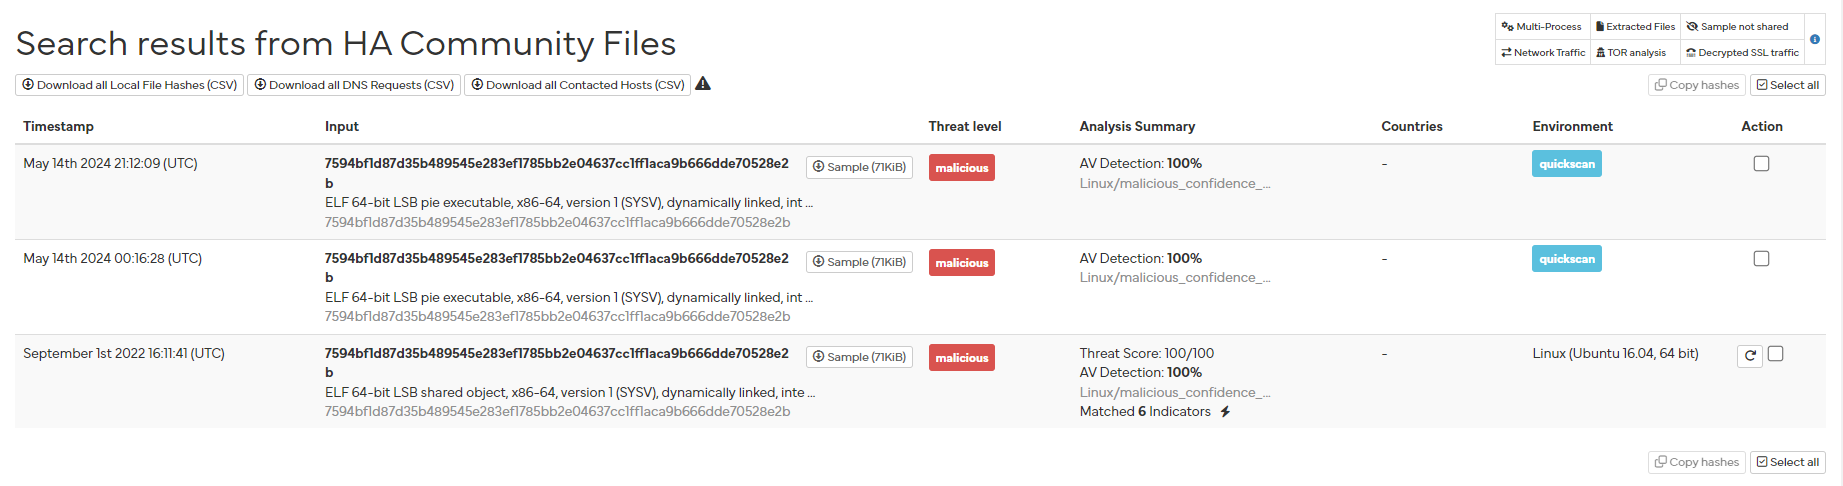 Search results from HA Community Files
Multi-Process
Extracted Files
Sample not shared
Network Traffic
TOR analysis
Decrypted SSL traffic
Download all Local File Hashes (CSV)
Download all DNS Requests (CSV)
Download all Contacted Hosts (CSV)
Copy hashes
Select all
Timestamp Input Threat level Analysis Summary Countries Environment Action
May 14th 2024 21:12:09 (UTC)
7594bf1d87d35b489545e283ef1785bb2e04637cc1ff1aca9b666dde70528e2
b
ELF 64-bit LSB pie executable, x86-64, version 1 (SYSV), dynamically linked, int ...
7594bf1d87d35b489545e283ef1785bb2e04637cc1ff1aca9b666dde70528e2b
Sample (71KiB)
malicious
AV Detection: 100%
Linux/malicious_confidence_...
-
quickscan
May 14th 2024 00:16:28 (UTC)
7594bf1d87d35b489545e283ef1785bb2e04637cc1ff1aca9b666dde70528e2
b
ELF 64-bit LSB pie executable, x86-64, version 1 (SYSV), dynamically linked, int ...
7594bf1d87d35b489545e283ef1785bb2e04637cc1ff1aca9b666dde70528e2b
Sample (71KiB)
malicious
AV Detection: 100%
Linux/malicious_confidence_...
-
quickscan
September 1st 2022 16:11:41 (UTC)
7594bf1d87d35b489545e283ef1785bb2e04637cc1ff1aca9b666dde70528e2
b
ELF 64-bit LSB shared object, x86-64, version 1 (SYSV), dynamically linked, inte ...
7594bf1d87d35b489545e283ef1785bb2e04637cc1ff1aca9b666dde70528e2b
Sample (71KiB)
malicious
Threat Score: 100/100
AV Detection: 100%
Linux/malicious_confidence_...
Matched 6 Indicators
-
Linux (Ubuntu 16.04, 64 bit)
Copy hashes
Select all